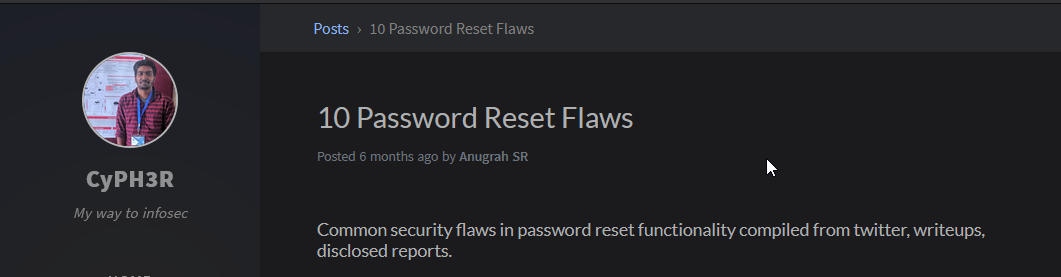 Posts › 10 Password Reset Flaws
10 Password Reset Flaws
Posted 6 months ago by Anugrah SR
CyPH3R
My way to infosec
Common security flaws in password reset functionality compiled from twitter, writeups,
disclosed reports.